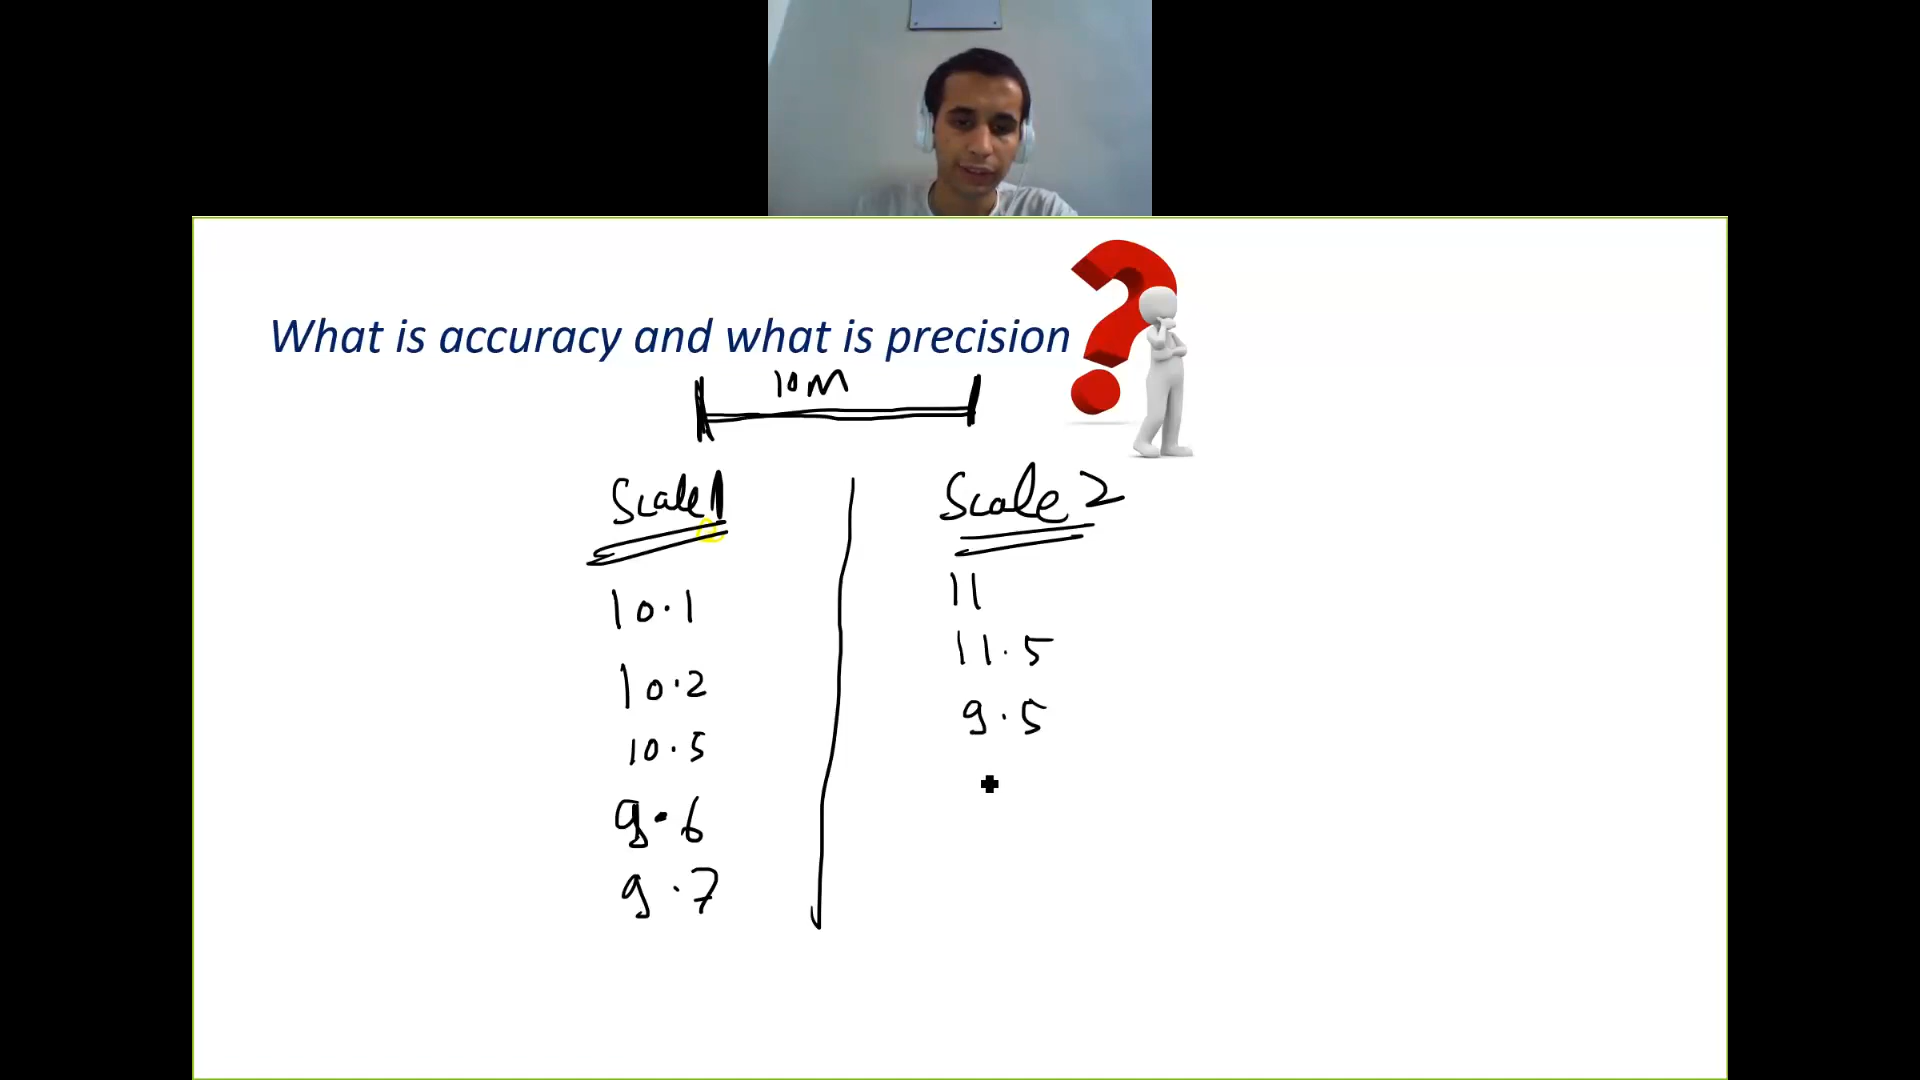 What is accuracy and what is precision
10M
Scale 1
10.1
10.2
10.5
9.6
9.7
Scale 2
11
11.5
9.5